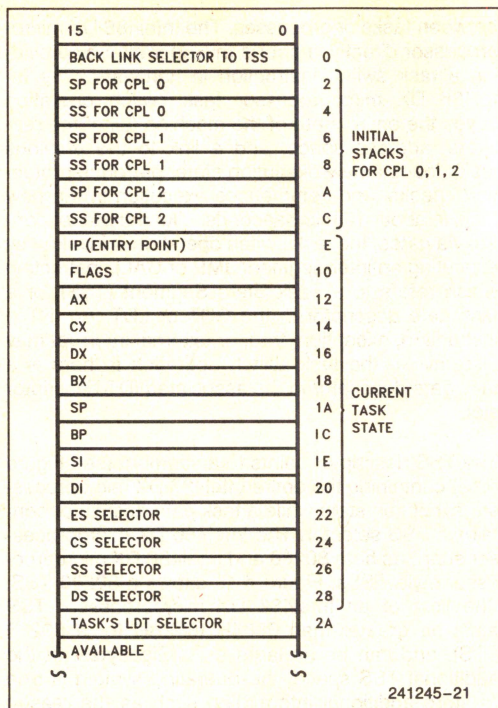 15 0
BACK LINK SELECTOR TO TSS 0
SP FOR CPL 0 2
SS FOR CPL 0 4
SP FOR CPL 1 6
SS FOR CPL 1 8
SP FOR CPL 2 A
SS FOR CPL 2 C
INITIAL
STACKS
FOR CPL 0, 1, 2
IP (ENTRY POINT) E
FLAGS 10
AX 12
CX 14
DX 16
BX 18
SP 1A
BP 1C
SI 1E
DI 20
ES SELECTOR 22
CS SELECTOR 24
SS SELECTOR 26
DS SELECTOR 28
CURRENT
TASK
STATE
TASK'S LDT SELECTOR 2A
AVAILABLE
241245-21